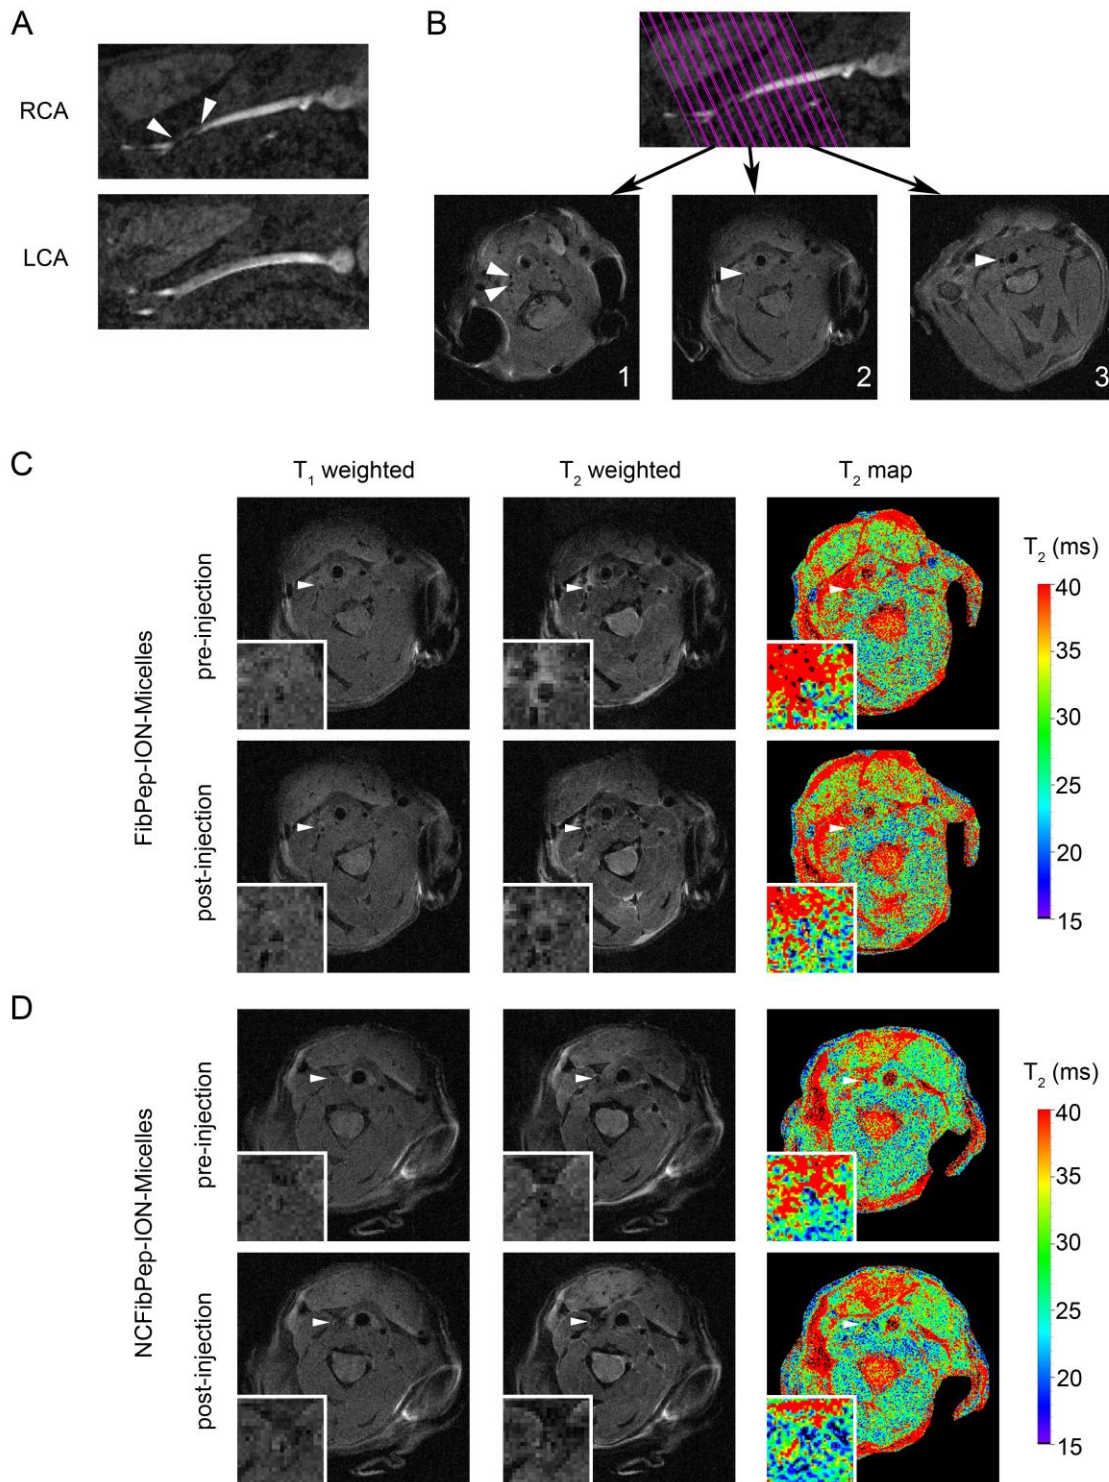 A
B
RCA
LCA
1
2
3
C
T₁ weighted
T₂ weighted
T₂ map
FibPep-ION-Micelles
pre-injection
post-injection
T₂ (ms)
40
35
30
25
20
15
D
NCFibPep-ION-Micelles
pre-injection
post-injection
T₂ (ms)
40
35
30
25
20
15